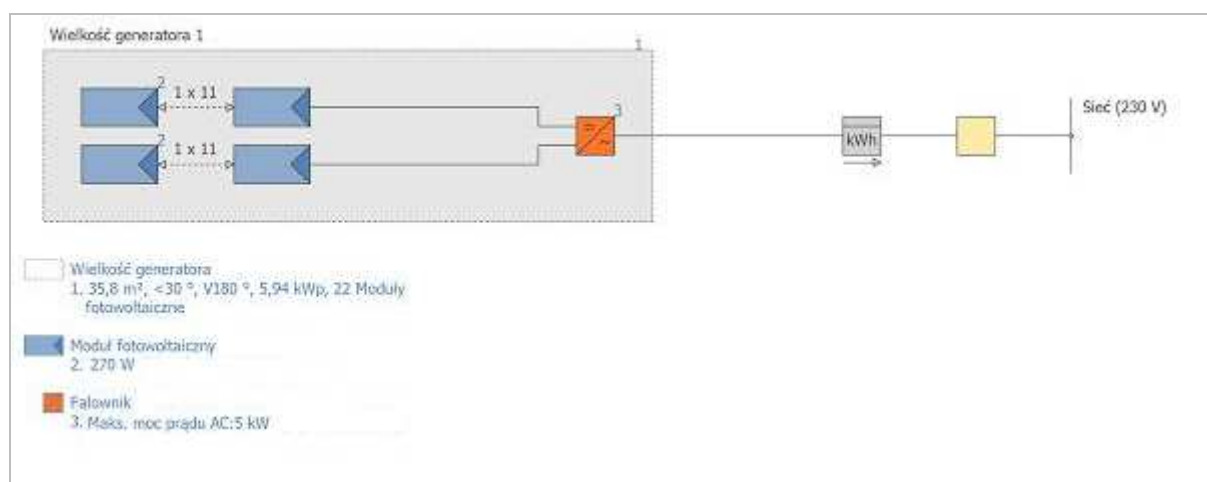 Wielkość generatora 1
1
2
1 x 11
3
Sieć (230 V)
= ~
kWh
2
1 x 11
Wielkość generatora
1. 35,8 m², <30 °, V180 °, 5,94 kWp, 22 Moduły
fotowoltaiczne
Moduł fotowoltaiczny
2. 270 W
Falownik
3. Maks. moc prądu AC:5 kW